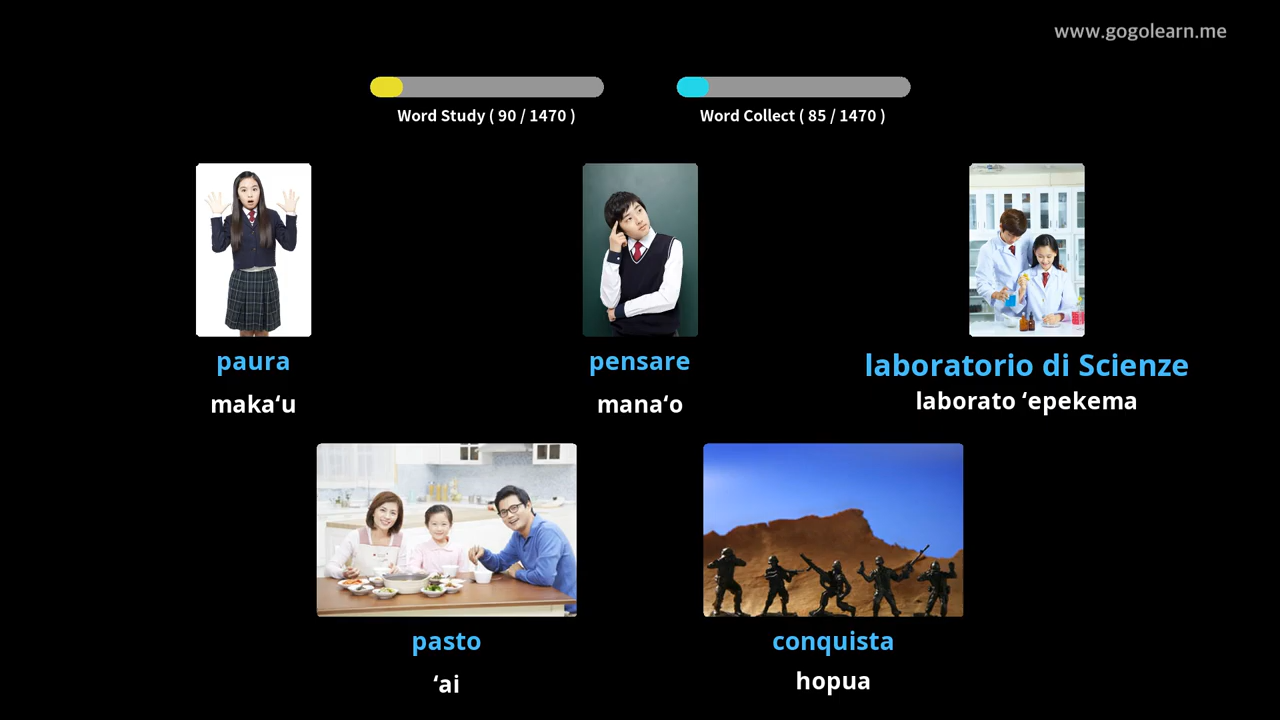 www.gogolearn.me
Word Study ( 90 / 1470 )
Word Collect ( 85 / 1470 )
paura
makaʻu
pensare
manaʻo
laboratorio di Scienze
laborato ʻepekema
pasto
ʻai
conquista
hopua